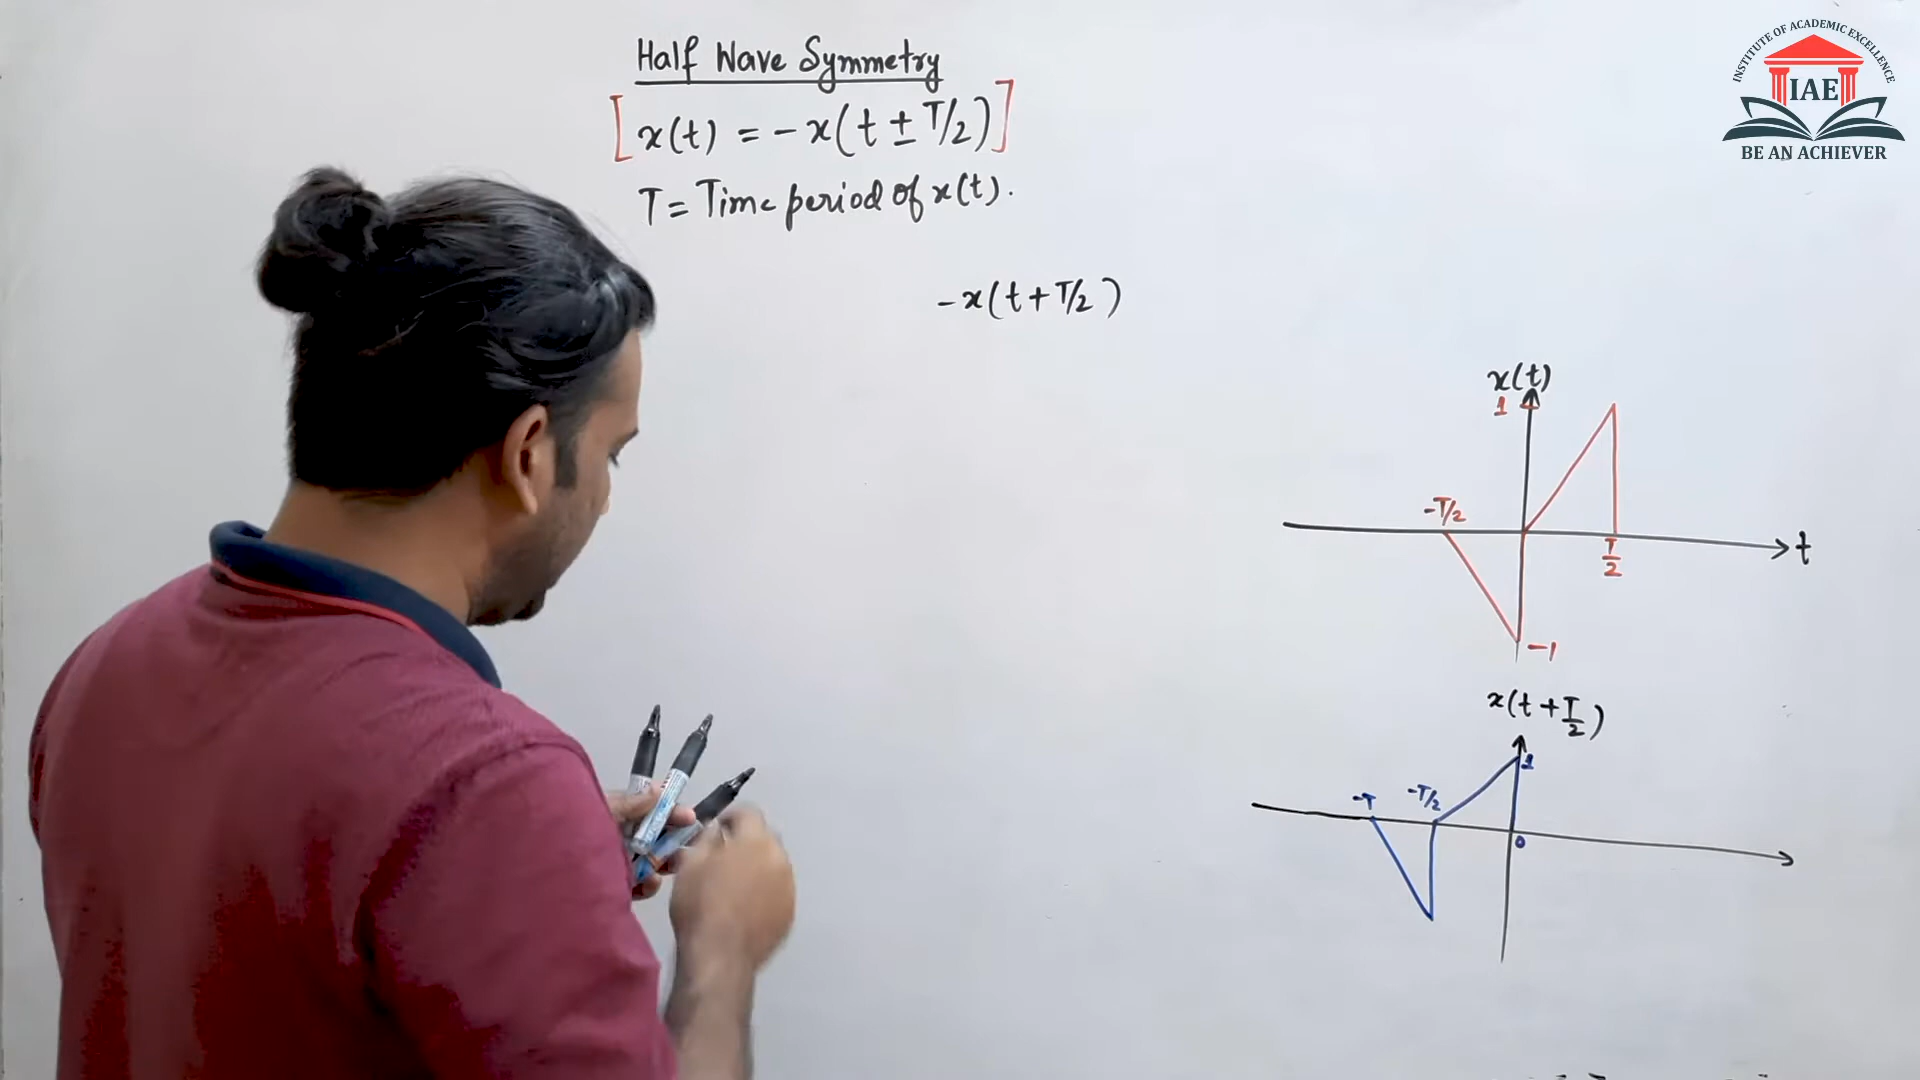 Half Wave Symmetry
[x(t) = -x(t ± T/2)]
T = Time period of x(t).
-x(t + T/2)
x(t)
1
-T/2
T/2
t
-1
x(t + T/2)
1
-T
-T/2
0
INSTITUTE OF ACADEMIC EXCELLENCE
IAE
BE AN ACHIEVER